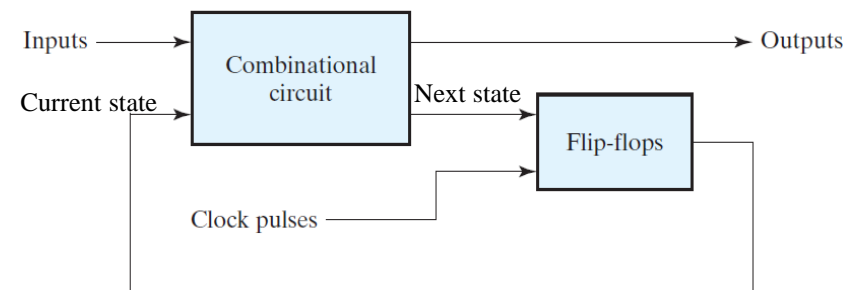 Inputs
Outputs
Combinational
circuit
Current state
Next state
Flip-flops
Clock pulses